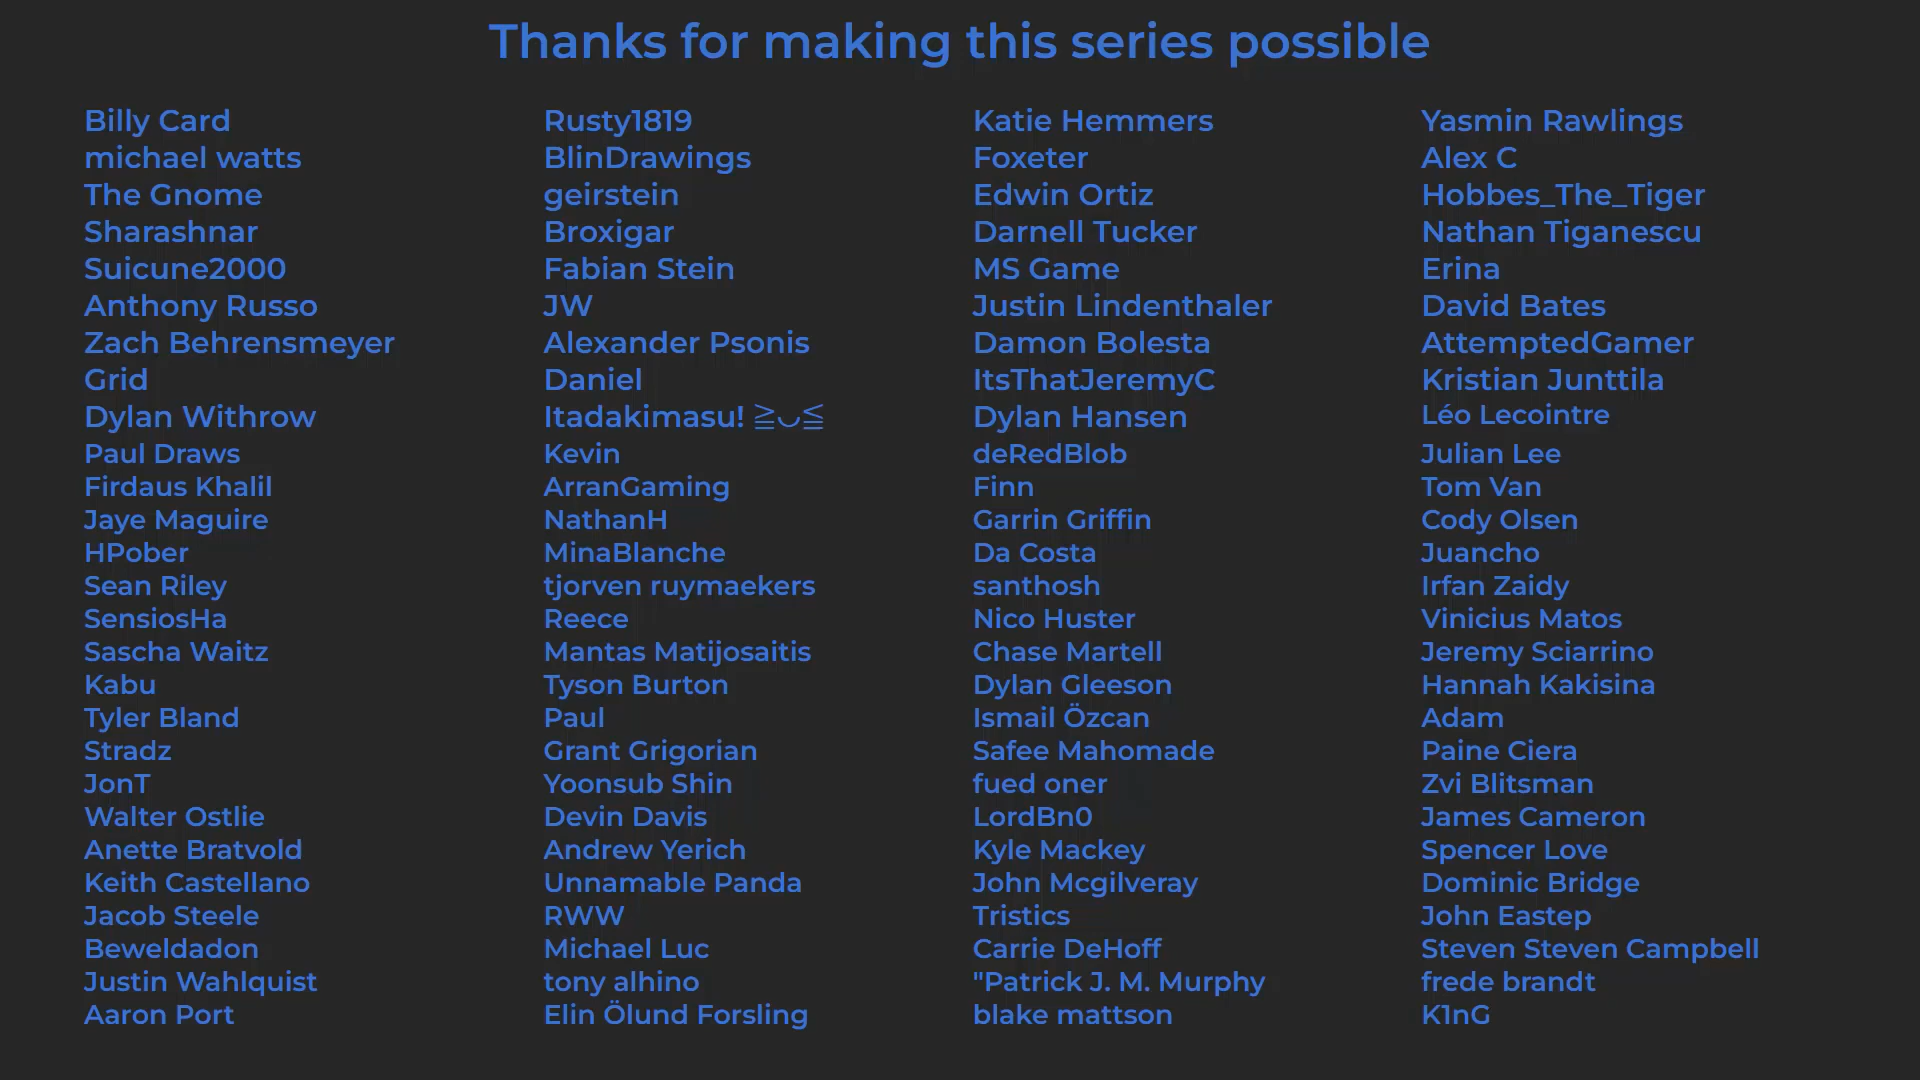 Thanks for making this series possible
Billy Card
michael watts
The Gnome
Sharashnar
Suicune2000
Anthony Russo
Zach Behrensmeyer
Grid
Dylan Withrow
Paul Draws
Firdaus Khalil
Jaye Maguire
HPober
Sean Riley
SensiosHa
Sascha Waitz
Kabu
Tyler Bland
Stradz
JonT
Walter Ostlie
Anette Bratvold
Keith Castellano
Jacob Steele
Beweldadon
Justin Wahlquist
Aaron Port
Rusty1819
BlinDrawings
geirstein
Broxigar
Fabian Stein
JW
Alexander Psonis
Daniel
Itadakimasu! ≧◡≦
Kevin
ArranGaming
NathanH
MinaBlanche
tjorven ruymaekers
Reece
Mantas Matijosaitis
Tyson Burton
Paul
Grant Grigorian
Yoonsub Shin
Devin Davis
Andrew Yerich
Unnamable Panda
RWW
Michael Luc
tony alhino
Elin Ölund Forsling
Katie Hemmers
Foxeter
Edwin Ortiz
Darnell Tucker
MS Game
Justin Lindenthaler
Damon Bolesta
ItsThatJeremyC
Dylan Hansen
deRedBlob
Finn
Garrin Griffin
Da Costa
santhosh
Nico Huster
Chase Martell
Dylan Gleeson
Ismail Özcan
Safee Mahomade
fued oner
LordBn0
Kyle Mackey
John Mcgilveray
Tristics
Carrie DeHoff
"Patrick J. M. Murphy
blake mattson
Yasmin Rawlings
Alex C
Hobbes_The_Tiger
Nathan Tiganescu
Erina
David Bates
AttemptedGamer
Kristian Junttila
Léo Lecointre
Julian Lee
Tom Van
Cody Olsen
Juancho
Irfan Zaidy
Vinicius Matos
Jeremy Sciarrino
Hannah Kakisina
Adam
Paine Ciera
Zvi Blitsman
James Cameron
Spencer Love
Dominic Bridge
John Eastep
Steven Steven Campbell
frede brandt
K1nG